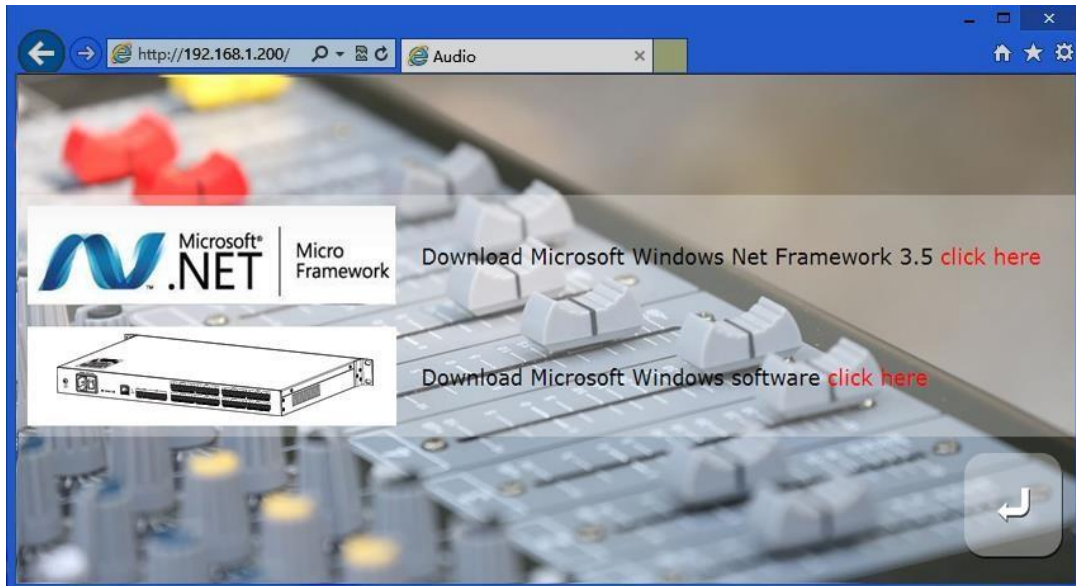 http://192.168.1.200/
Audio
Microsoft®
.NET
™
Micro
Framework
Download Microsoft Windows Net Framework 3.5 click here
Download Microsoft Windows software click here